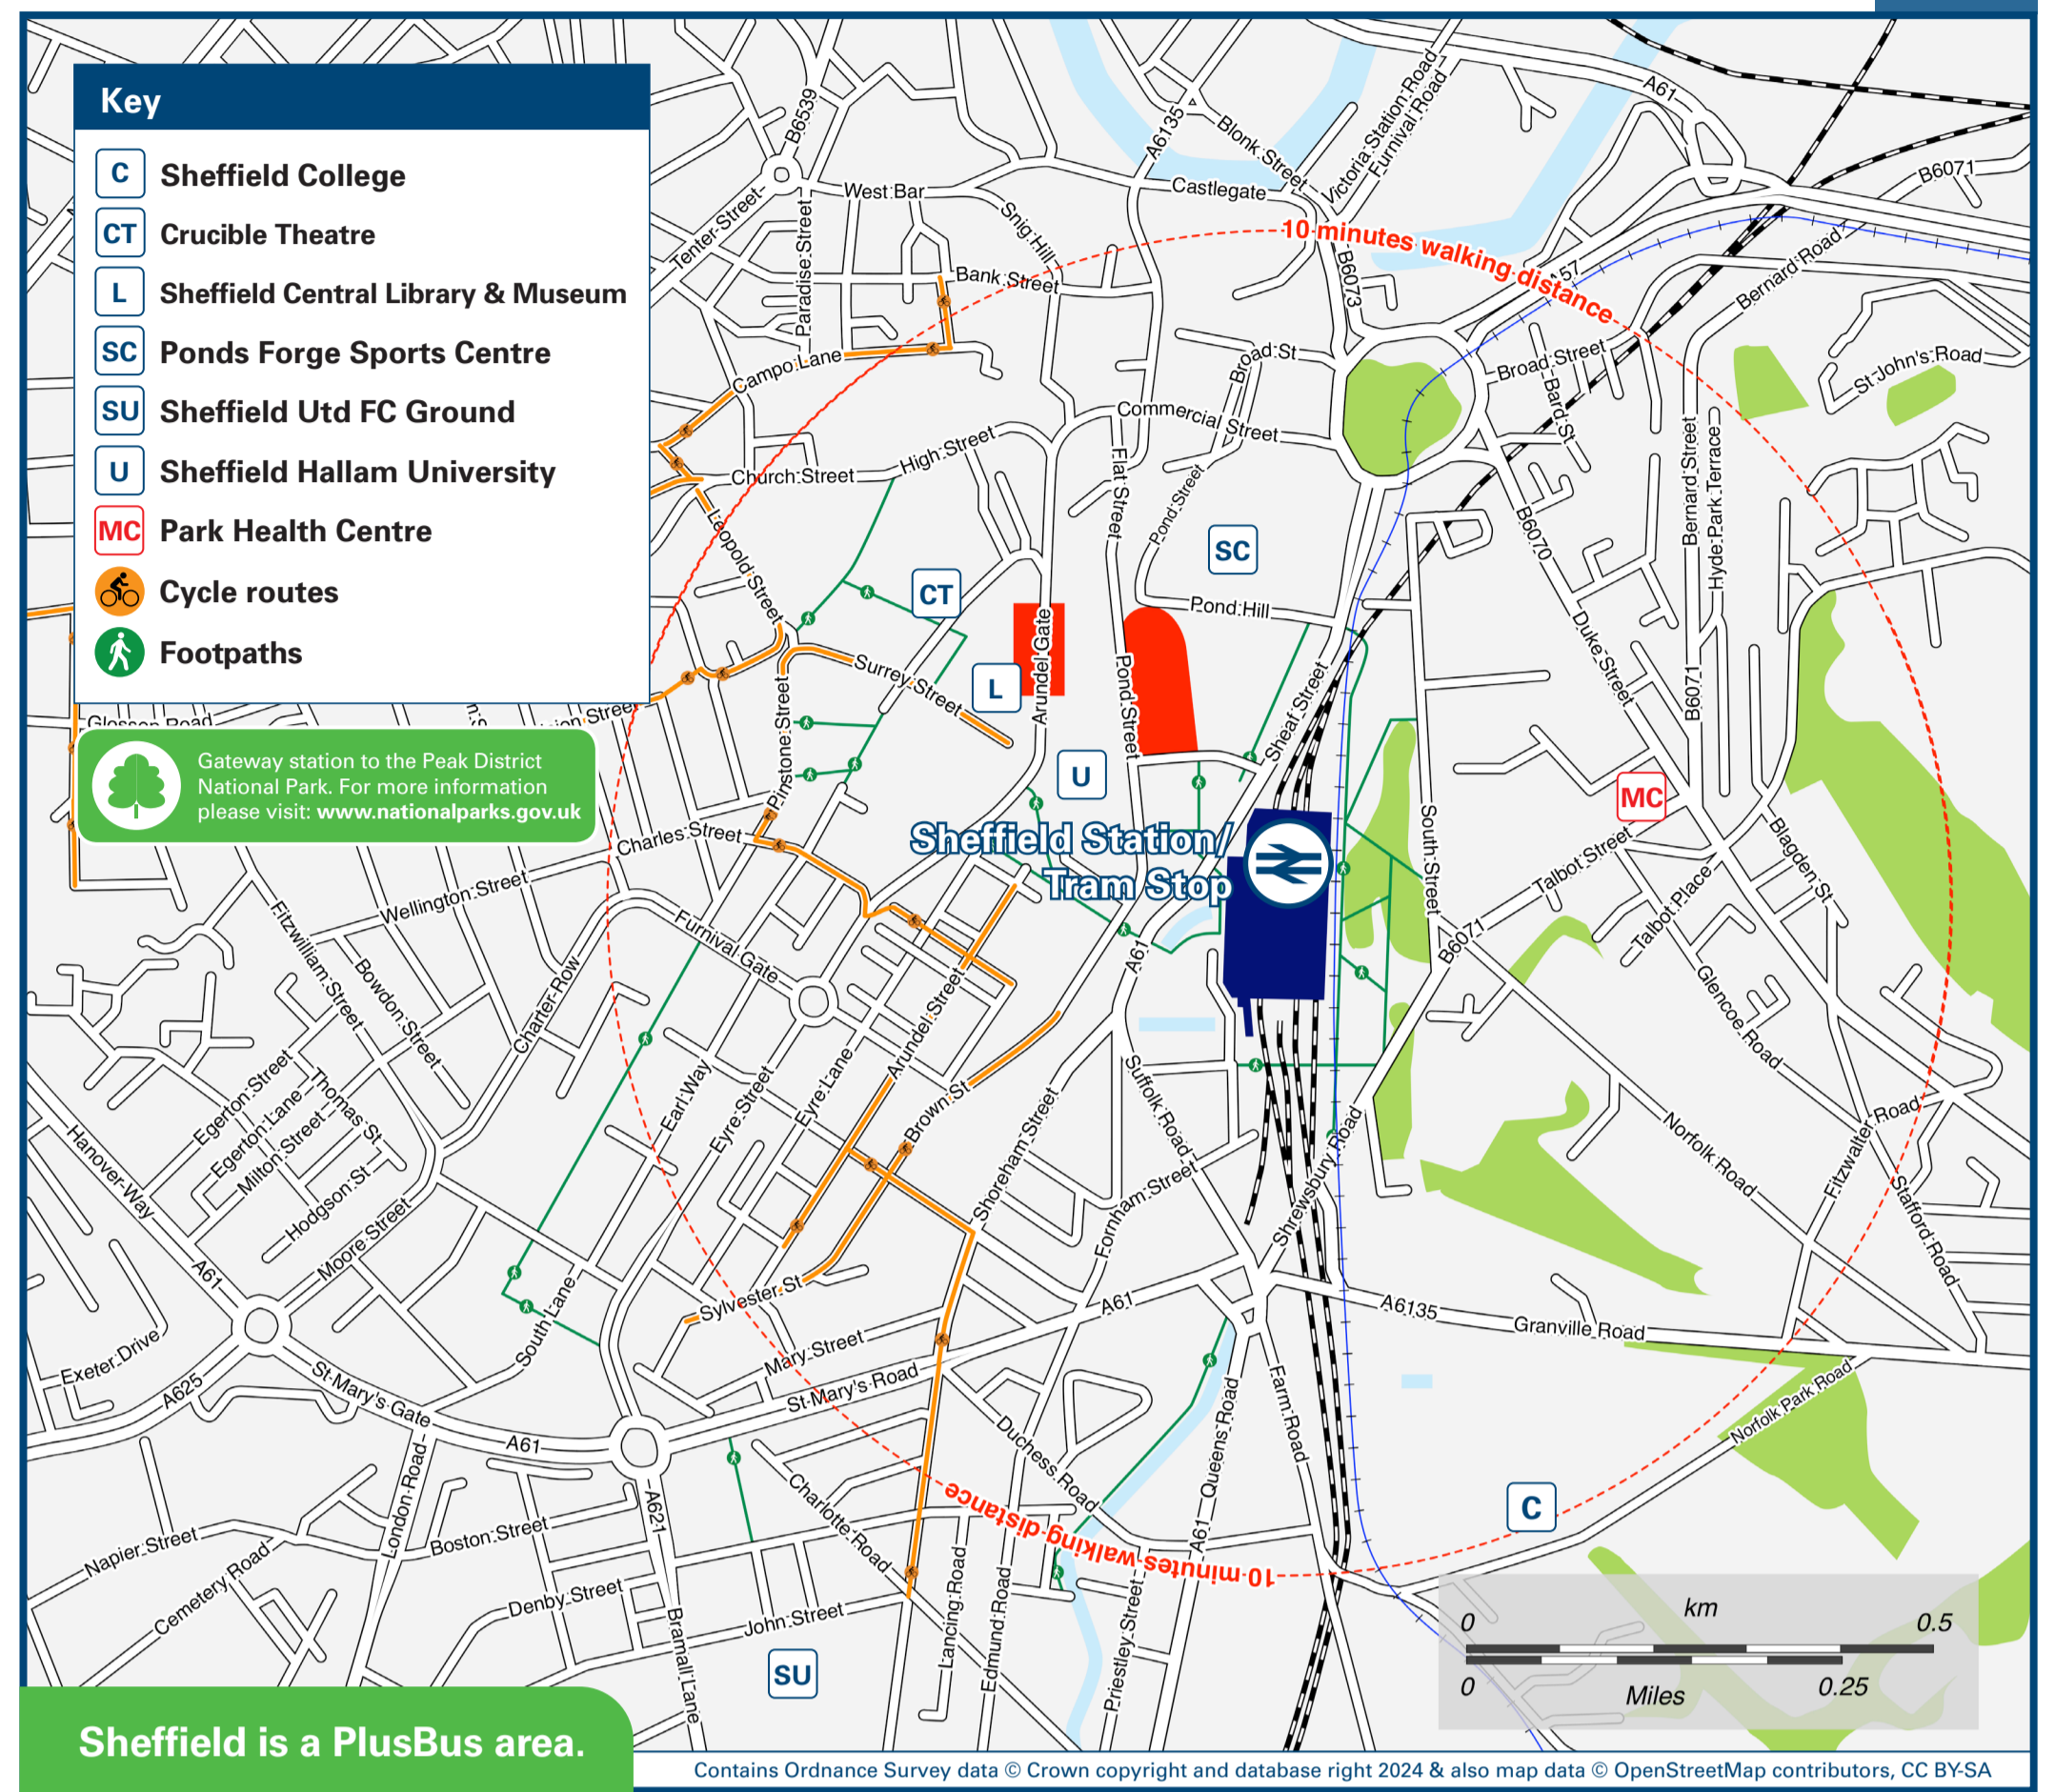 Key
C Sheffield College
CT Crucible Theatre
L Sheffield Central Library & Museum
SC Ponds Forge Sports Centre
SU Sheffield Utd FC Ground
U Sheffield Hallam University
MC Park Health Centre
Cycle routes
Footpaths
Gateway station to the Peak District
National Park. For more information
please visit: www.nationalparks.gov.uk
B6539
A6135
Blonk Street
Victoria Station Road
Furnival Road
A61
B6071
West Bar
Castlegate
Tenter Street
Paradise Street
Snig Hill
Bank Street
10 minutes walking distance
B6073
Bernard Road
Campo Lane
Broad St
Broad Street
Bard St
St John's Road
Commercial Street
High Street
Church Street
Flat Street
Pond Street
Leopold Street
SC
B6070
Bernard Street
Hyde Park Terrace
CT
Pond Hill
Duke Street
Arundel Gate
Surrey Street
L
Pond Street
Sheaf Street
B6071
Pinstone Street
U
MC
Glossop Road
Charles Street
Sheffield Station/
Tram Stop
South Street
Talbot Street
Blagden St
Talbot Place
Wellington Street
Furnival Gate
Fitzwilliam Street
Bowdon Street
Charter Row
A61
B6071
Glencoe Road
Arundel Street
Egerton Street
Egerton Lane
Thomas St
Milton Street
Hodgson St
Earl Way
Eyre Street
Eyre Lane
Brown St
Suffolk Road
Shoreham Street
Fornham Street
Shrewsbury Road
Norfolk Road
Fitzwalter Road
Stafford Road
Hanover Way
A61
Moore Street
South Lane
Sylvester St
A61
A6135
Granville Road
Exeter Drive
A625
St Mary's Gate
Mary Street
St Mary's Road
Farm Road
Queens Road
Norfolk Park Road
A61
London Road
A621
Duchess Road
Charlotte Road
10 minutes walking distance
C
Napier Street
Boston Street
Cemetery Road
Denby Street
John Street
Bramall Lane
Lancing Road
Edmund Road
Priestley Street
A61
SU
km
0 0.5
0 0.25
Miles
Sheffield is a PlusBus area.
Contains Ordnance Survey data © Crown copyright and database right 2024 & also map data © OpenStreetMap contributors, CC BY-SA